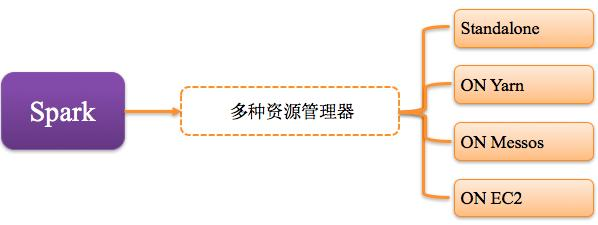 Spark
多种资源管理器
Standalone
ON Yarn
ON Messos
ON EC2